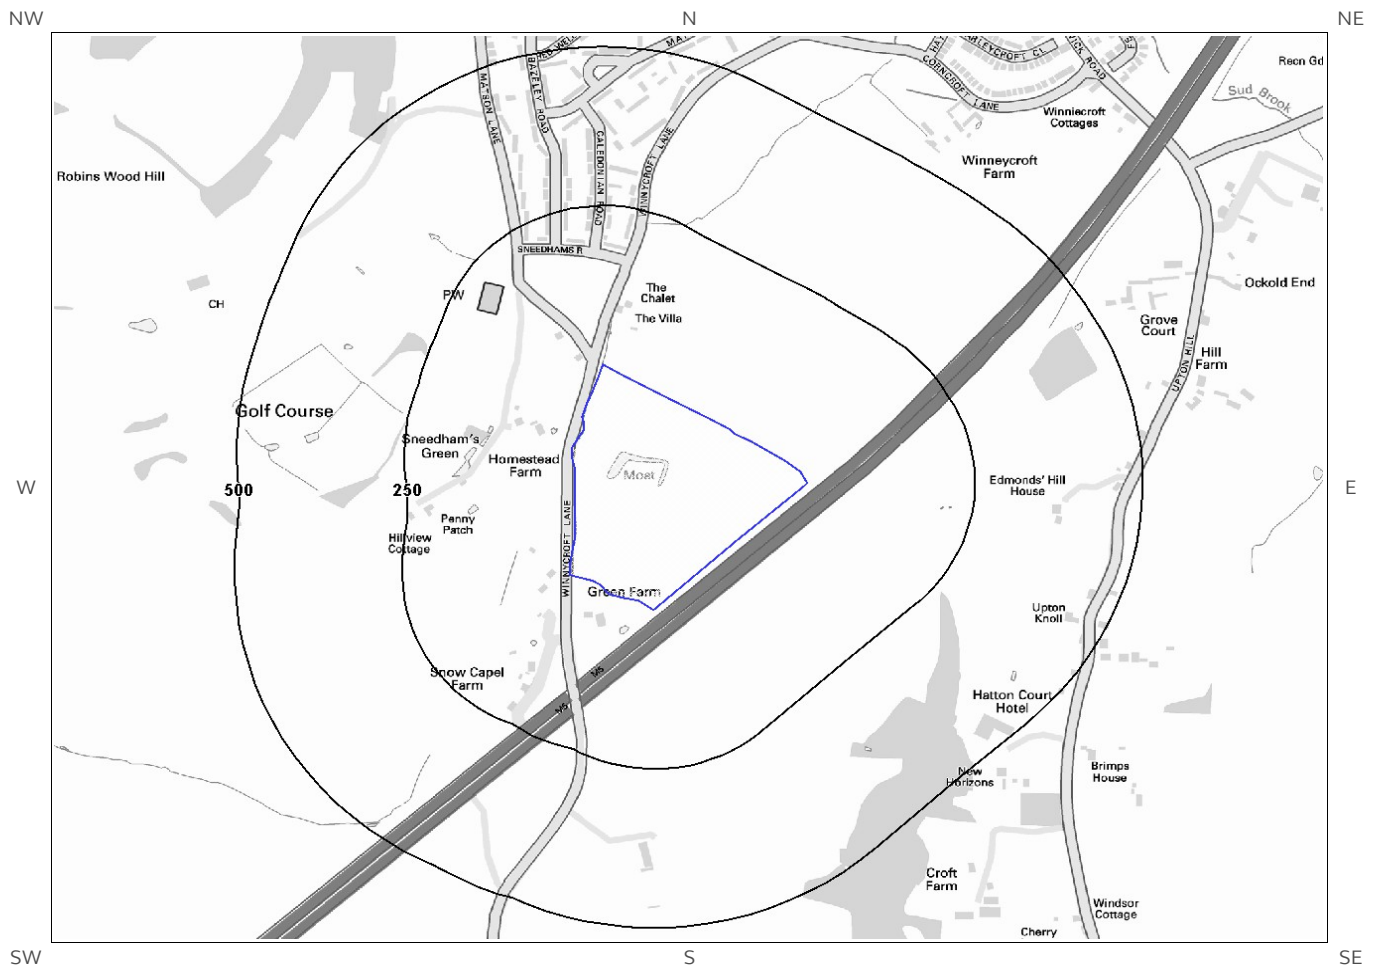 NW
N
NE
MATSON LANE
BAZELEY ROAD
CALEDONIAN ROAD
WINNYCROFT LANE
CORNCROFT LANE
Recn Gd
Sud Brook
Winniecroft
Cottages
Winneycroft
Farm
Robins Wood Hill
SNEEDHAMS R
PW
CH
The
Chalet
The Villa
Ockold End
Grove
Court
UPTON HILL
Hill
Farm
Golf Course
Sneedham's
Green
Homestead
Farm
Moat
W
500
250
Edmonds' Hill
House
E
Penny
Patch
Hillview
Cottage
WINNYCROFT LANE
Green Farm
Upton
Knoll
Snow Capel
Farm
M5
M5
Hatton Court
Hotel
New
Horizons
Brimps
House
Croft
Farm
Windsor
Cottage
Cherry
SW
S
SE